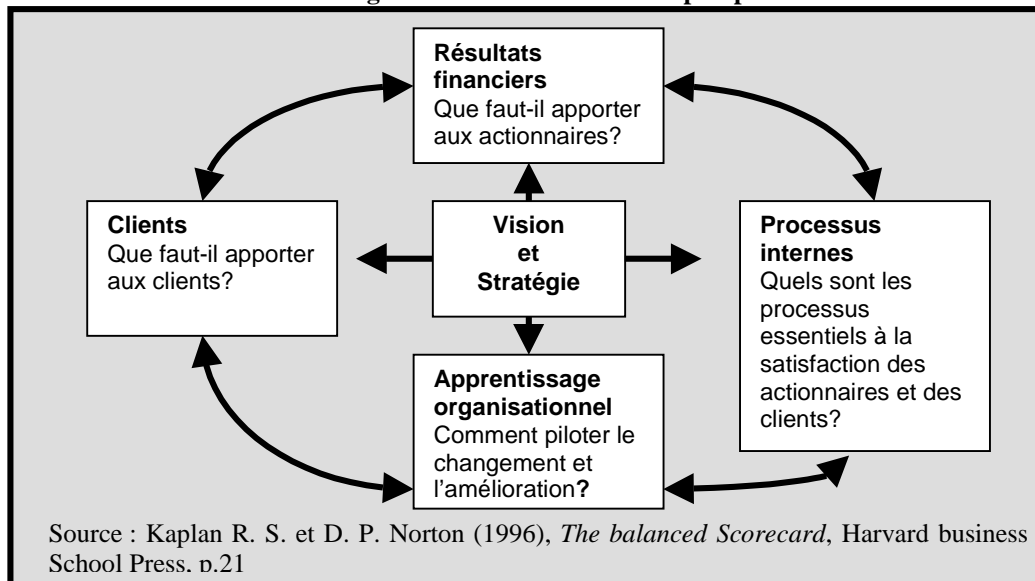 Résultats
financiers
Que faut-il apporter
aux actionnaires?
Clients
Que faut-il apporter
aux clients?
Vision
et
Stratégie
Processus
internes
Quels sont les
processus
essentiels à la
satisfaction des
actionnaires et des
clients?
Apprentissage
organisationnel
Comment piloter le
changement et
l'amélioration?
Source : Kaplan R. S. et D. P. Norton (1996), The balanced Scorecard, Harvard business
School Press, p.21